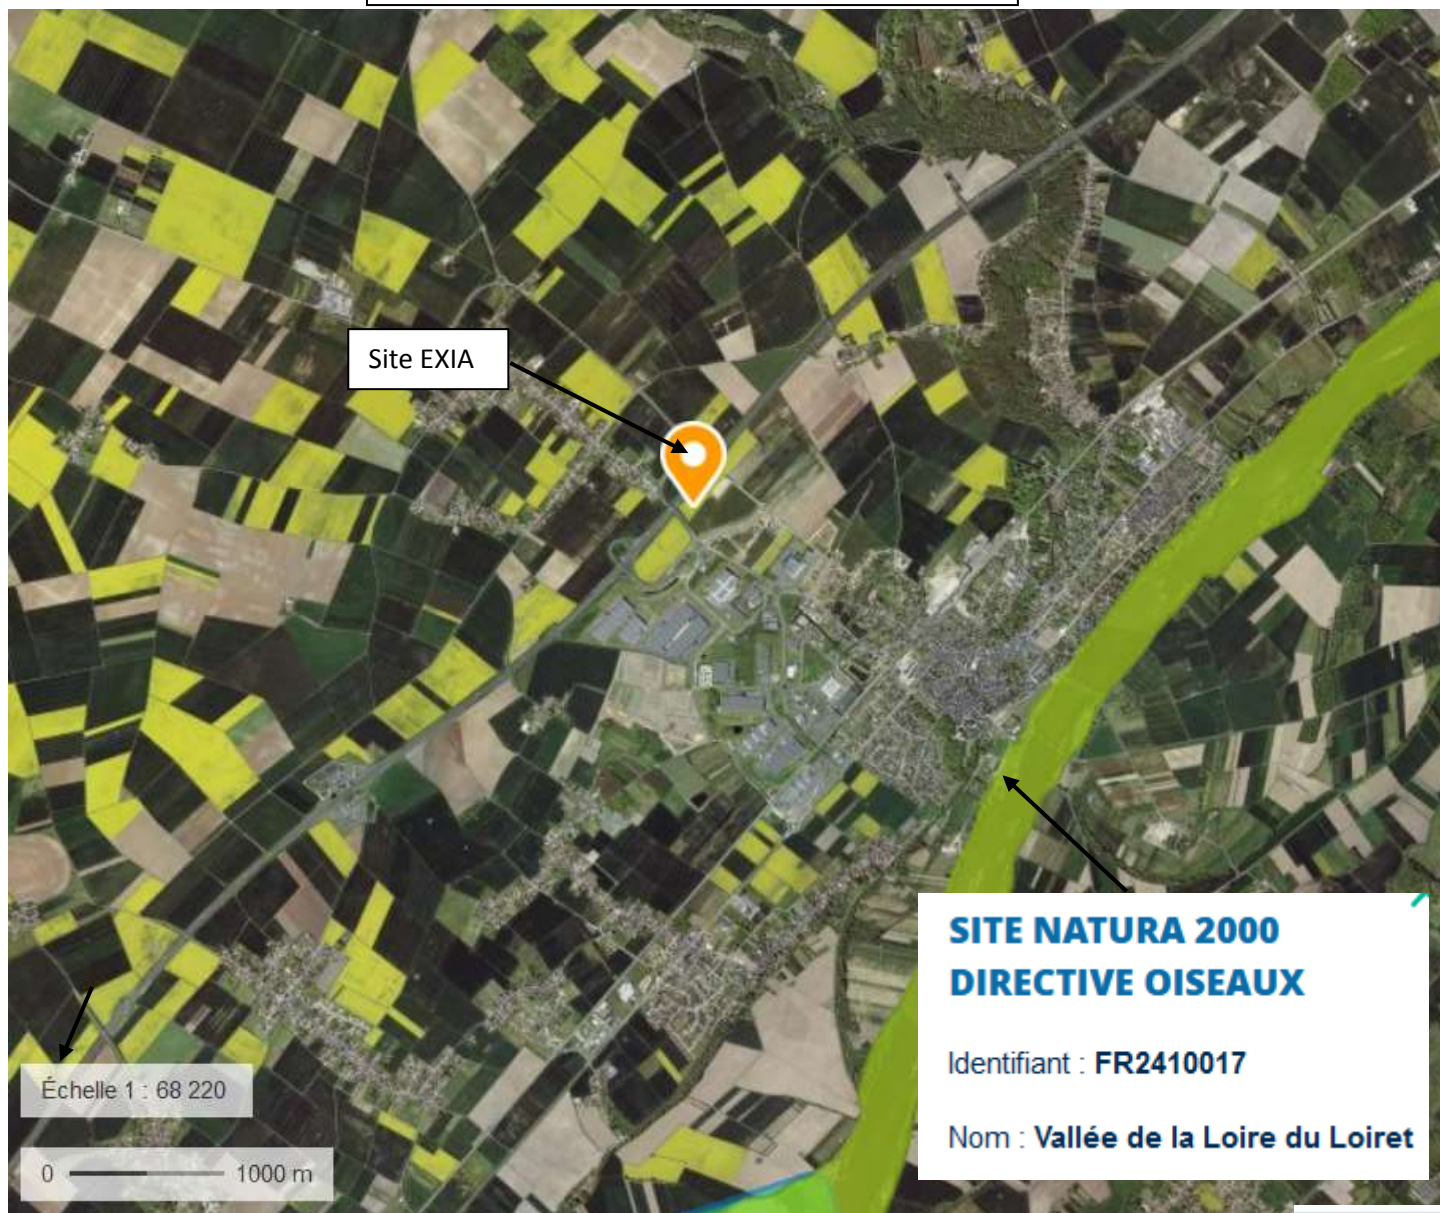 Site EXIA
SITE NATURA 2000
DIRECTIVE OISEAUX
Identifiant : FR2410017
Nom : Vallée de la Loire du Loiret
Échelle 1 : 68 220
0 1000 m